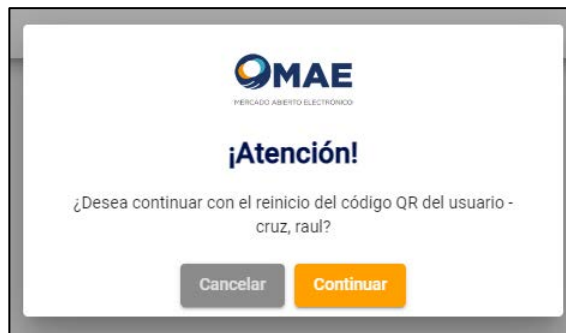 MAE
MERCADO ABIERTO ELECTRÓNICO
¡Atención!
¿Desea continuar con el reinicio del código QR del usuario -
cruz, raul?
Cancelar
Continuar